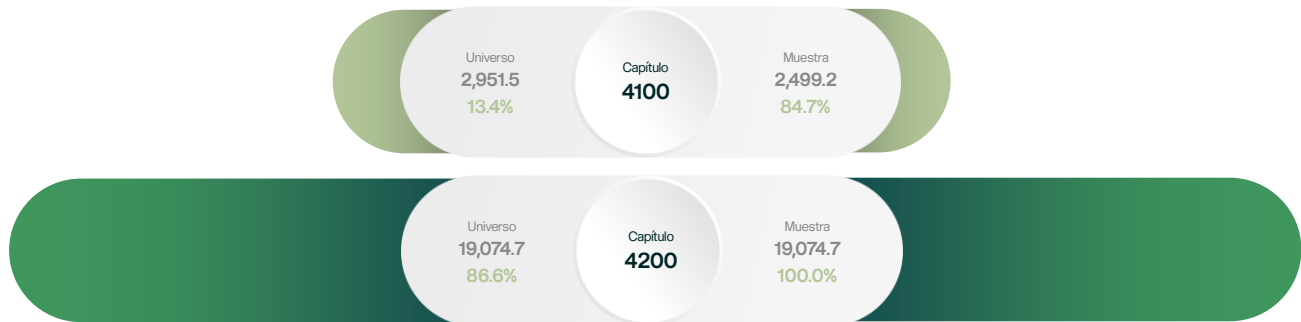 Universo
2,951.5
13.4%
Capítulo
4100
Muestra
2,499.2
84.7%
Universo
19,074.7
86.6%
Capítulo
4200
Muestra
19,074.7
100.0%